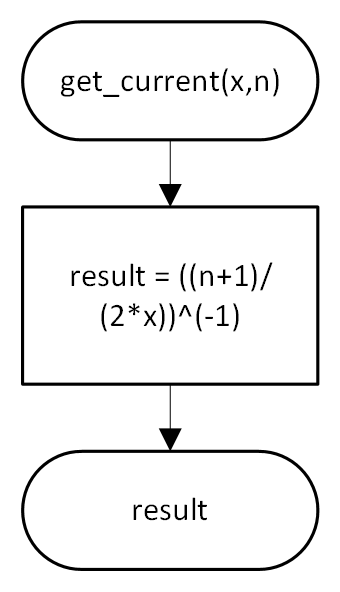 get_current(x,n)
result = ((n+1)/
(2*x))^(-1)
result